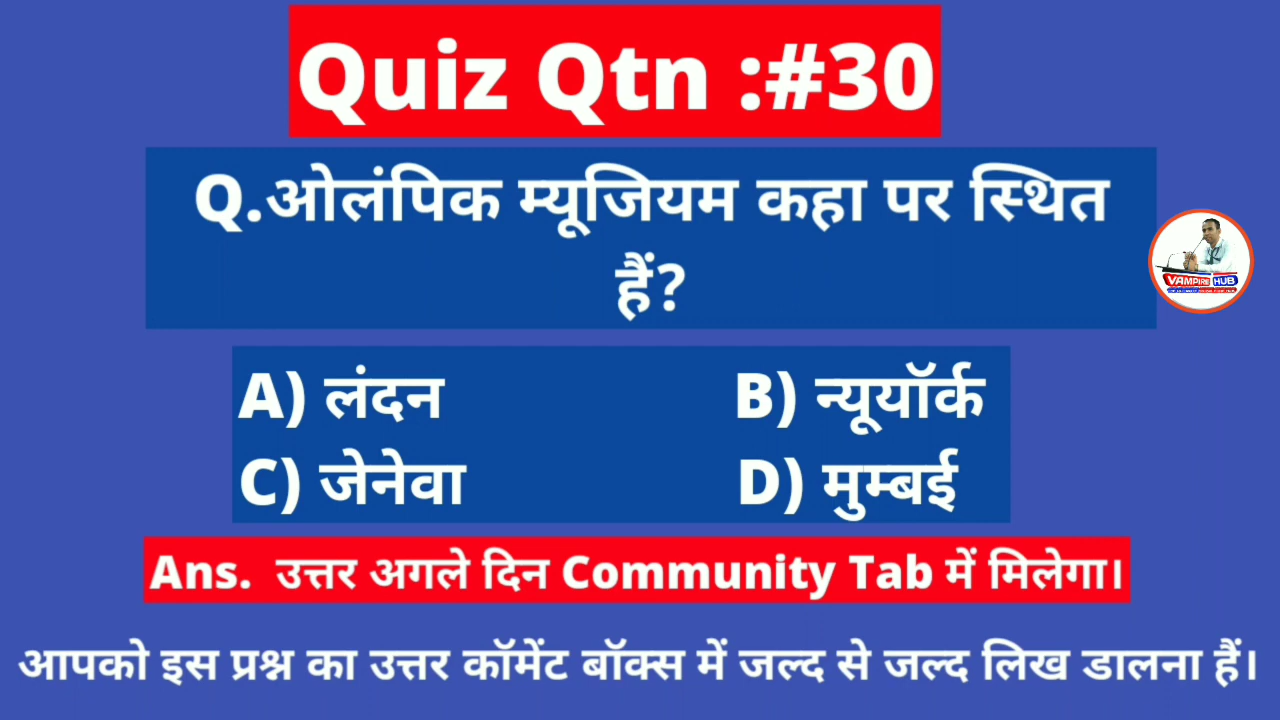 Quiz Qtn :#30
Q.ओलंपिक म्यूजियम कहा पर स्थित
हैं?
A) लंदन B) न्यूयॉर्क
C) जेनेवा D) मुम्बई
Ans. उत्तर अगले दिन Community Tab में मिलेगा।
आपको इस प्रश्न का उत्तर कॉमेंट बॉक्स में जल्द से जल्द लिख डालना हैं।
VAMPIRE HUB